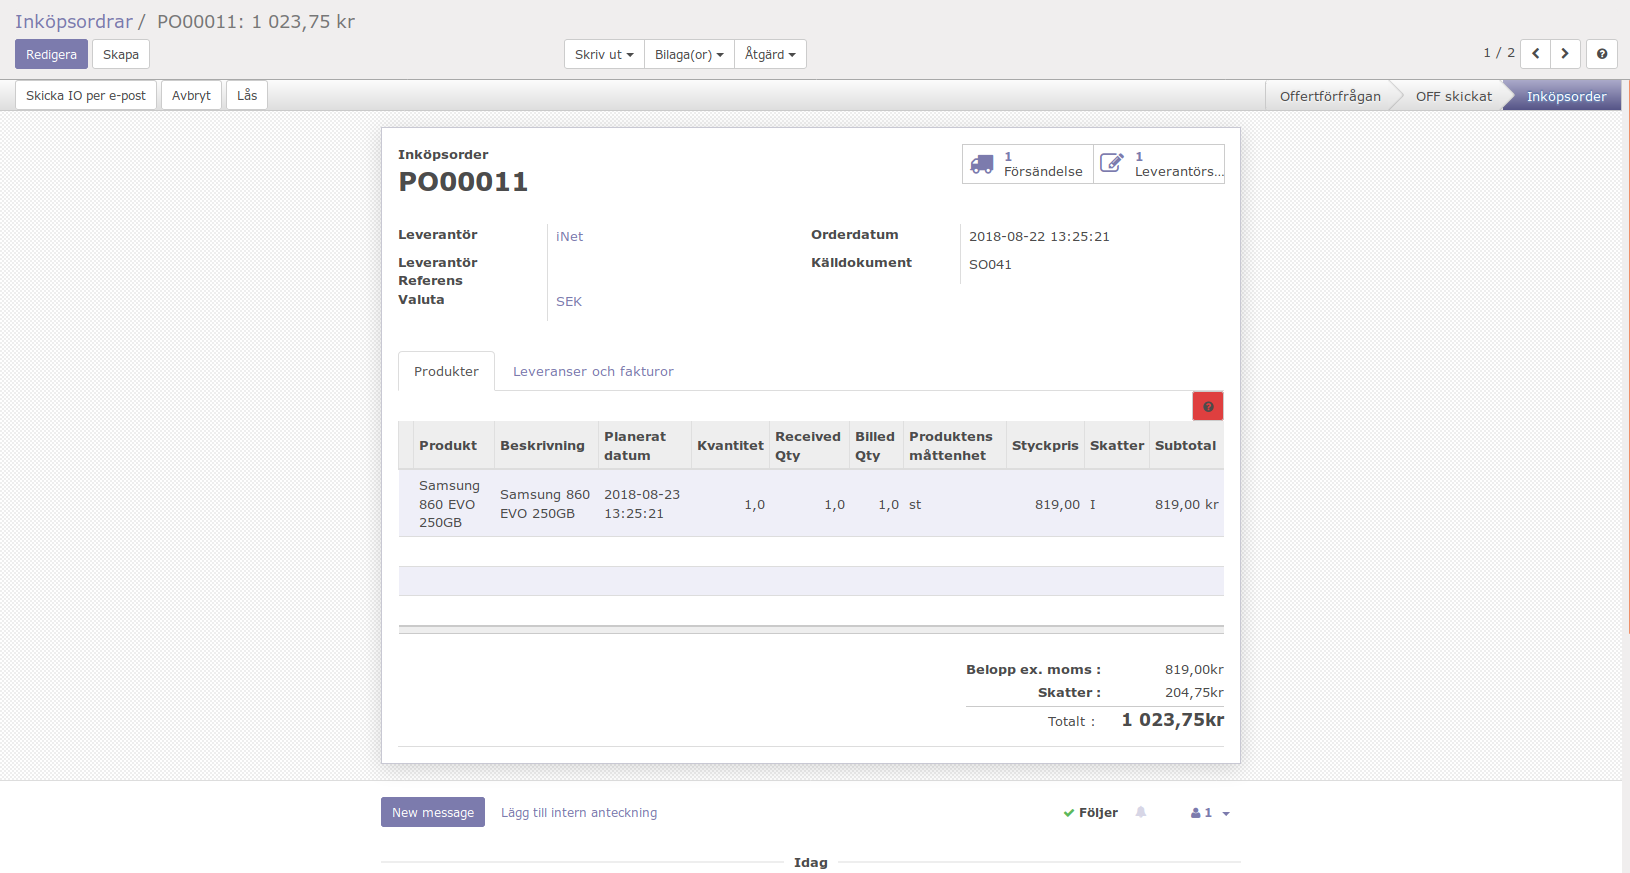 Inköpsordrar / PO00011: 1 023,75 kr
Redigera Skapa Skriv ut Bilaga(or) Åtgärd 1 / 2
Skicka IO per e-post Avbryt Lås Offertförfrågan OFF skickat Inköpsorder
Inköpsorder
PO00011
1 Försändelse
1 Leverantörs...
Leverantör iNet
Leverantör Referens
Valuta SEK
Orderdatum 2018-08-22 13:25:21
Källdokument SO041
Produkter Leveranser och fakturor
Produkt Beskrivning Planerat datum Kvantitet Received Qty Billed Qty Produktens måttenhet Styckpris Skatter Subtotal
Samsung 860 EVO 250GB Samsung 860 EVO 250GB 2018-08-23 13:25:21 1,0 1,0 1,0 st 819,00 I 819,00 kr
Belopp ex. moms : 819,00kr
Skatter : 204,75kr
Totalt : 1 023,75kr
New message Lägg till intern anteckning Följer 1
Idag